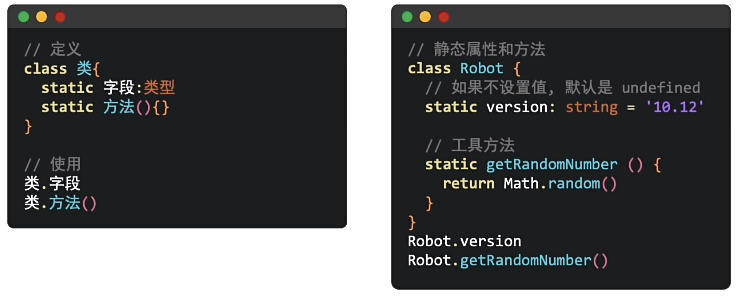 // 定义
class 类{
  static 字段:类型
  static 方法(){}
}

// 使用
类.字段
类.方法()

// 静态属性和方法
class Robot {
  // 如果不设置值, 默认是 undefined
  static version: string = '10.12'

  // 工具方法
  static getRandomNumber () {
    return Math.random()
  }
}
Robot.version
Robot.getRandomNumber()